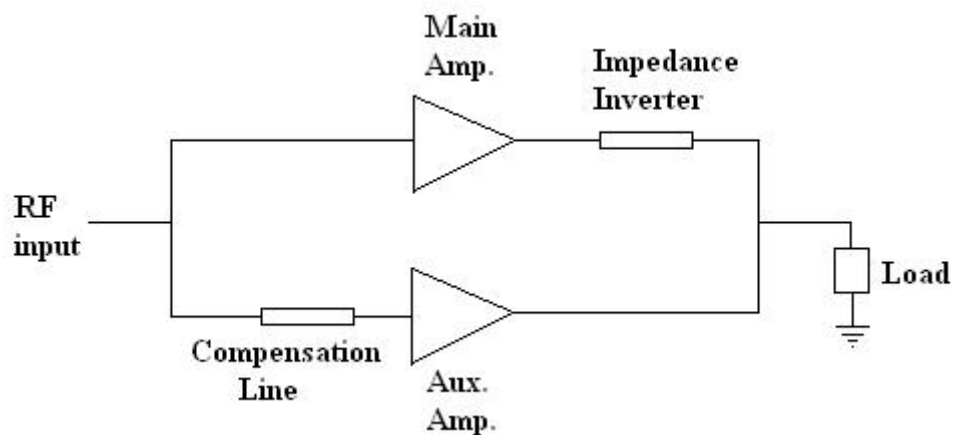 Main
Amp.
Impedance
Inverter
RF
input
Load
Compensation
Line
Aux.
Amp.